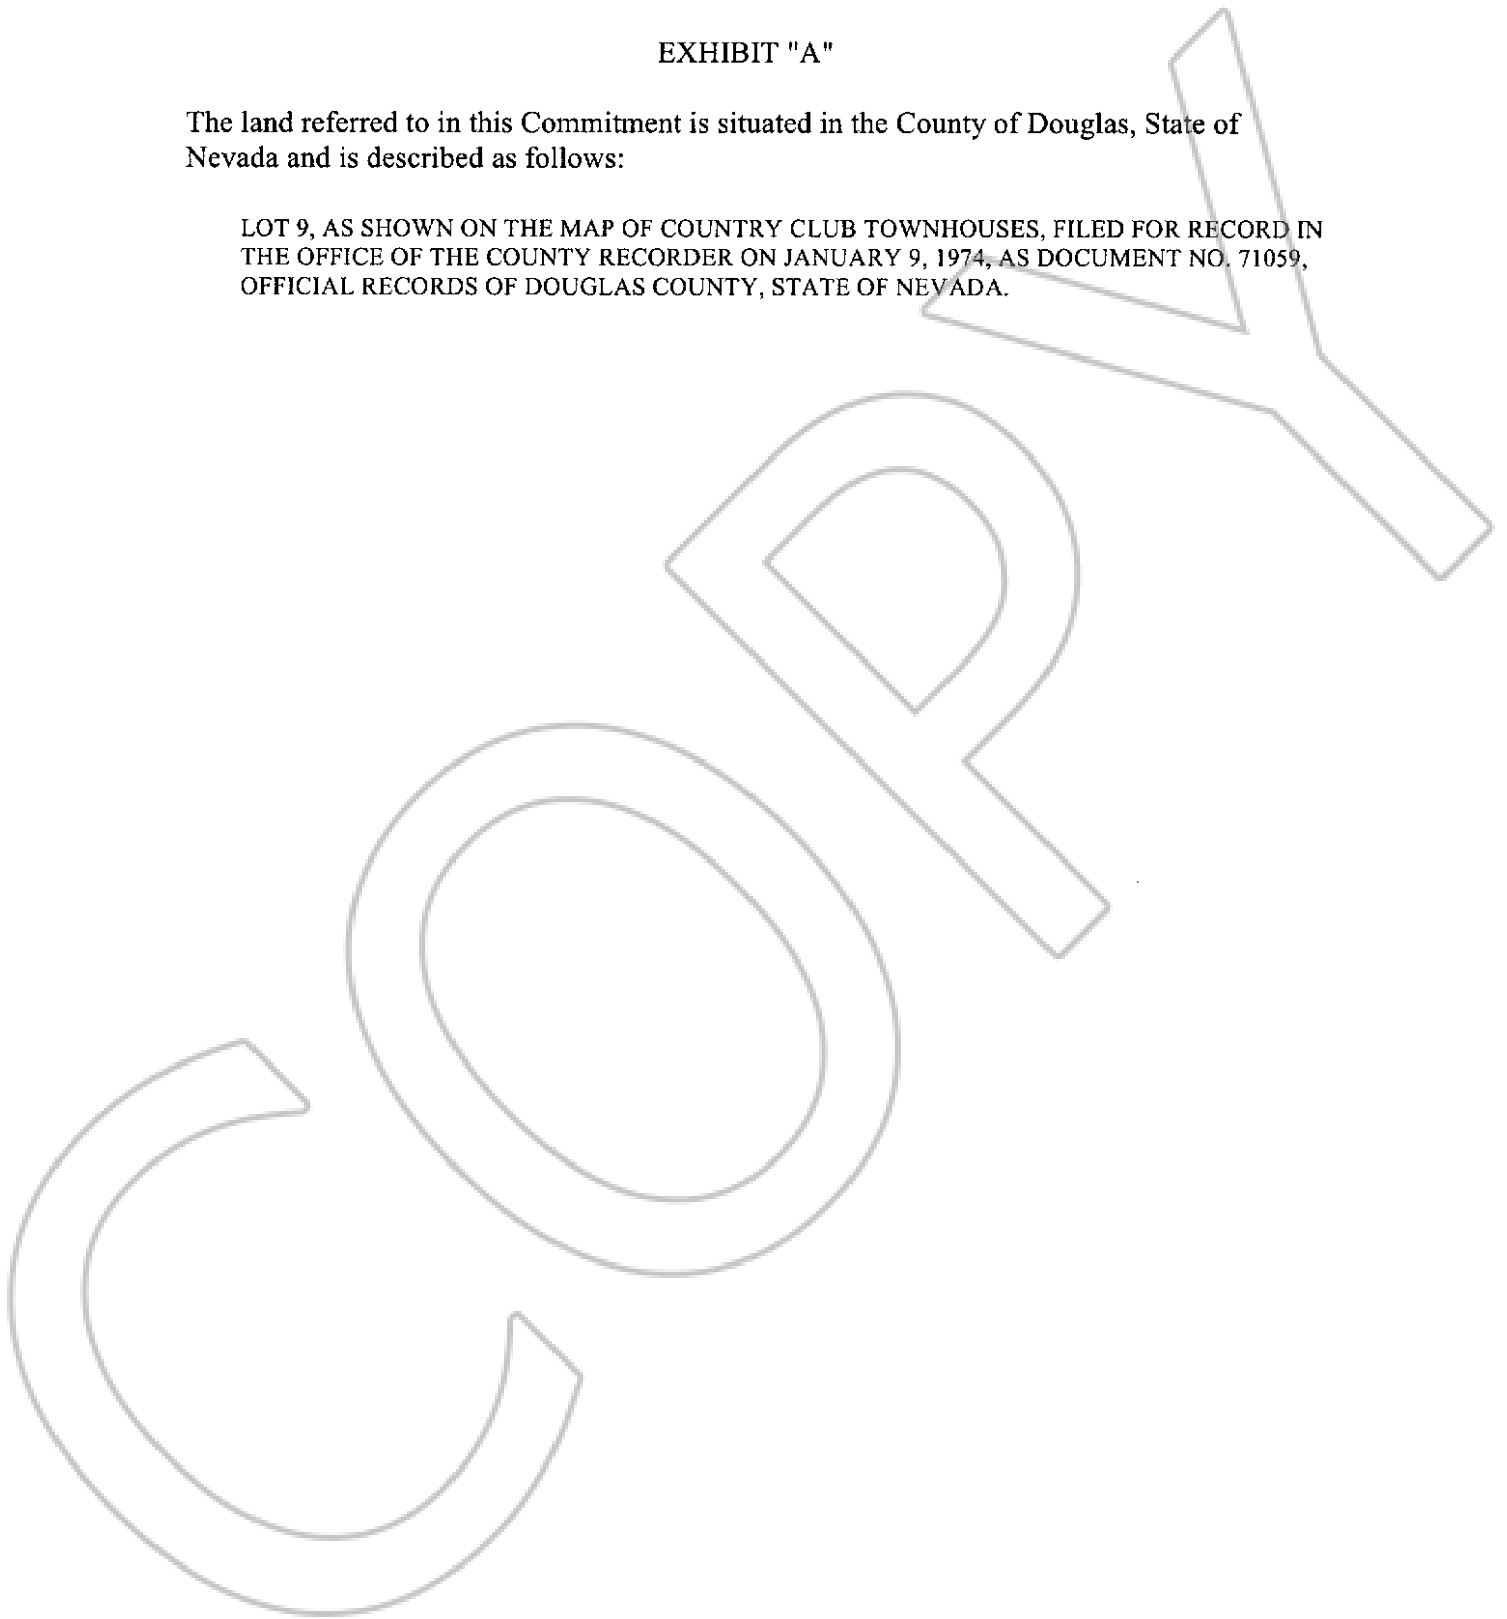 EXHIBIT "A"
The land referred to in this Commitment is situated in the County of Douglas, State of
Nevada and is described as follows:
LOT 9, AS SHOWN ON THE MAP OF COUNTRY CLUB TOWNHOUSES, FILED FOR RECORD IN
THE OFFICE OF THE COUNTY RECORDER ON JANUARY 9, 1974, AS DOCUMENT NO. 71059,
OFFICIAL RECORDS OF DOUGLAS COUNTY, STATE OF NEVADA.
COPY